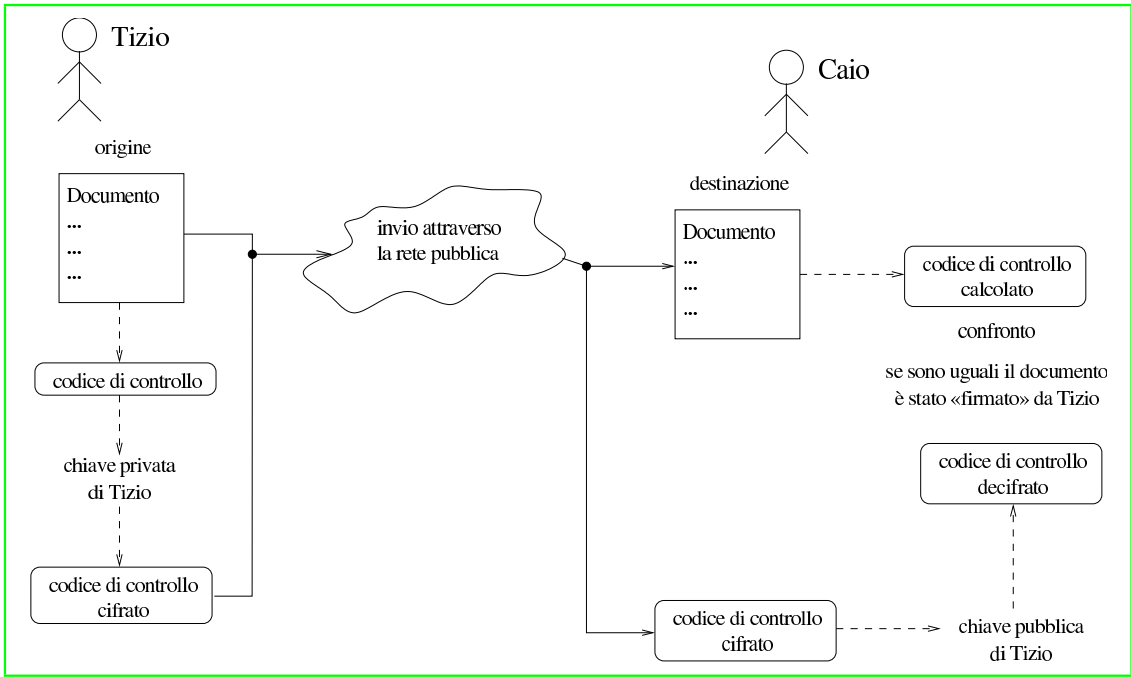 Tizio
origine
Documento
...
...
...
codice di controllo
chiave privata
di Tizio
codice di controllo
cifrato
invio attraverso
la rete pubblica
Caio
destinazione
Documento
...
...
...
codice di controllo
calcolato
confronto
se sono uguali il documento
è stato «firmato» da Tizio
codice di controllo
decifrato
codice di controllo
cifrato
chiave pubblica
di Tizio